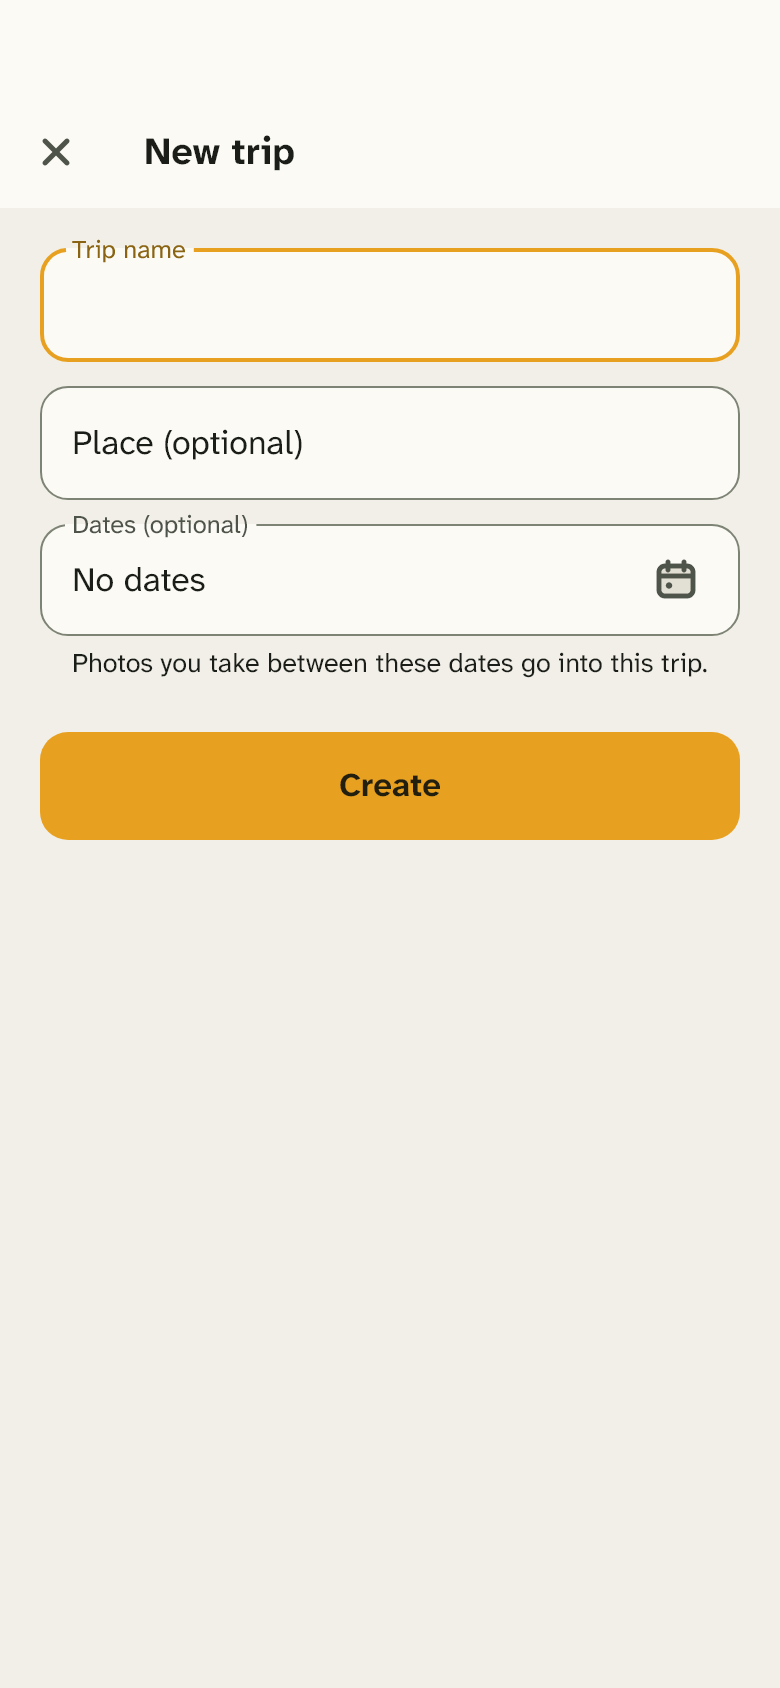 New trip
Trip name
Place (optional)
Dates (optional)
No dates
Photos you take between these dates go into this trip.
Create